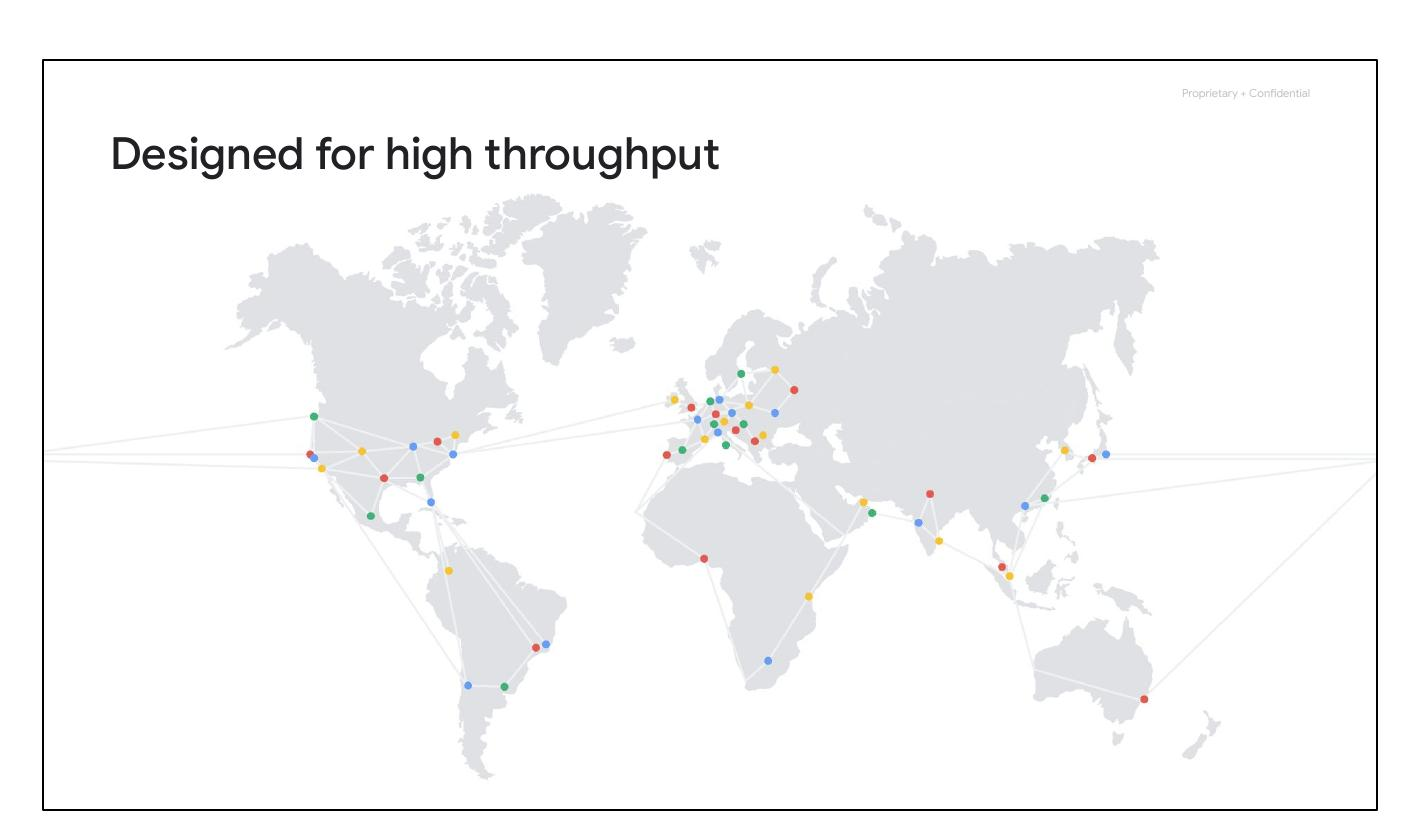 Proprietary + Confidential
Designed for high throughput